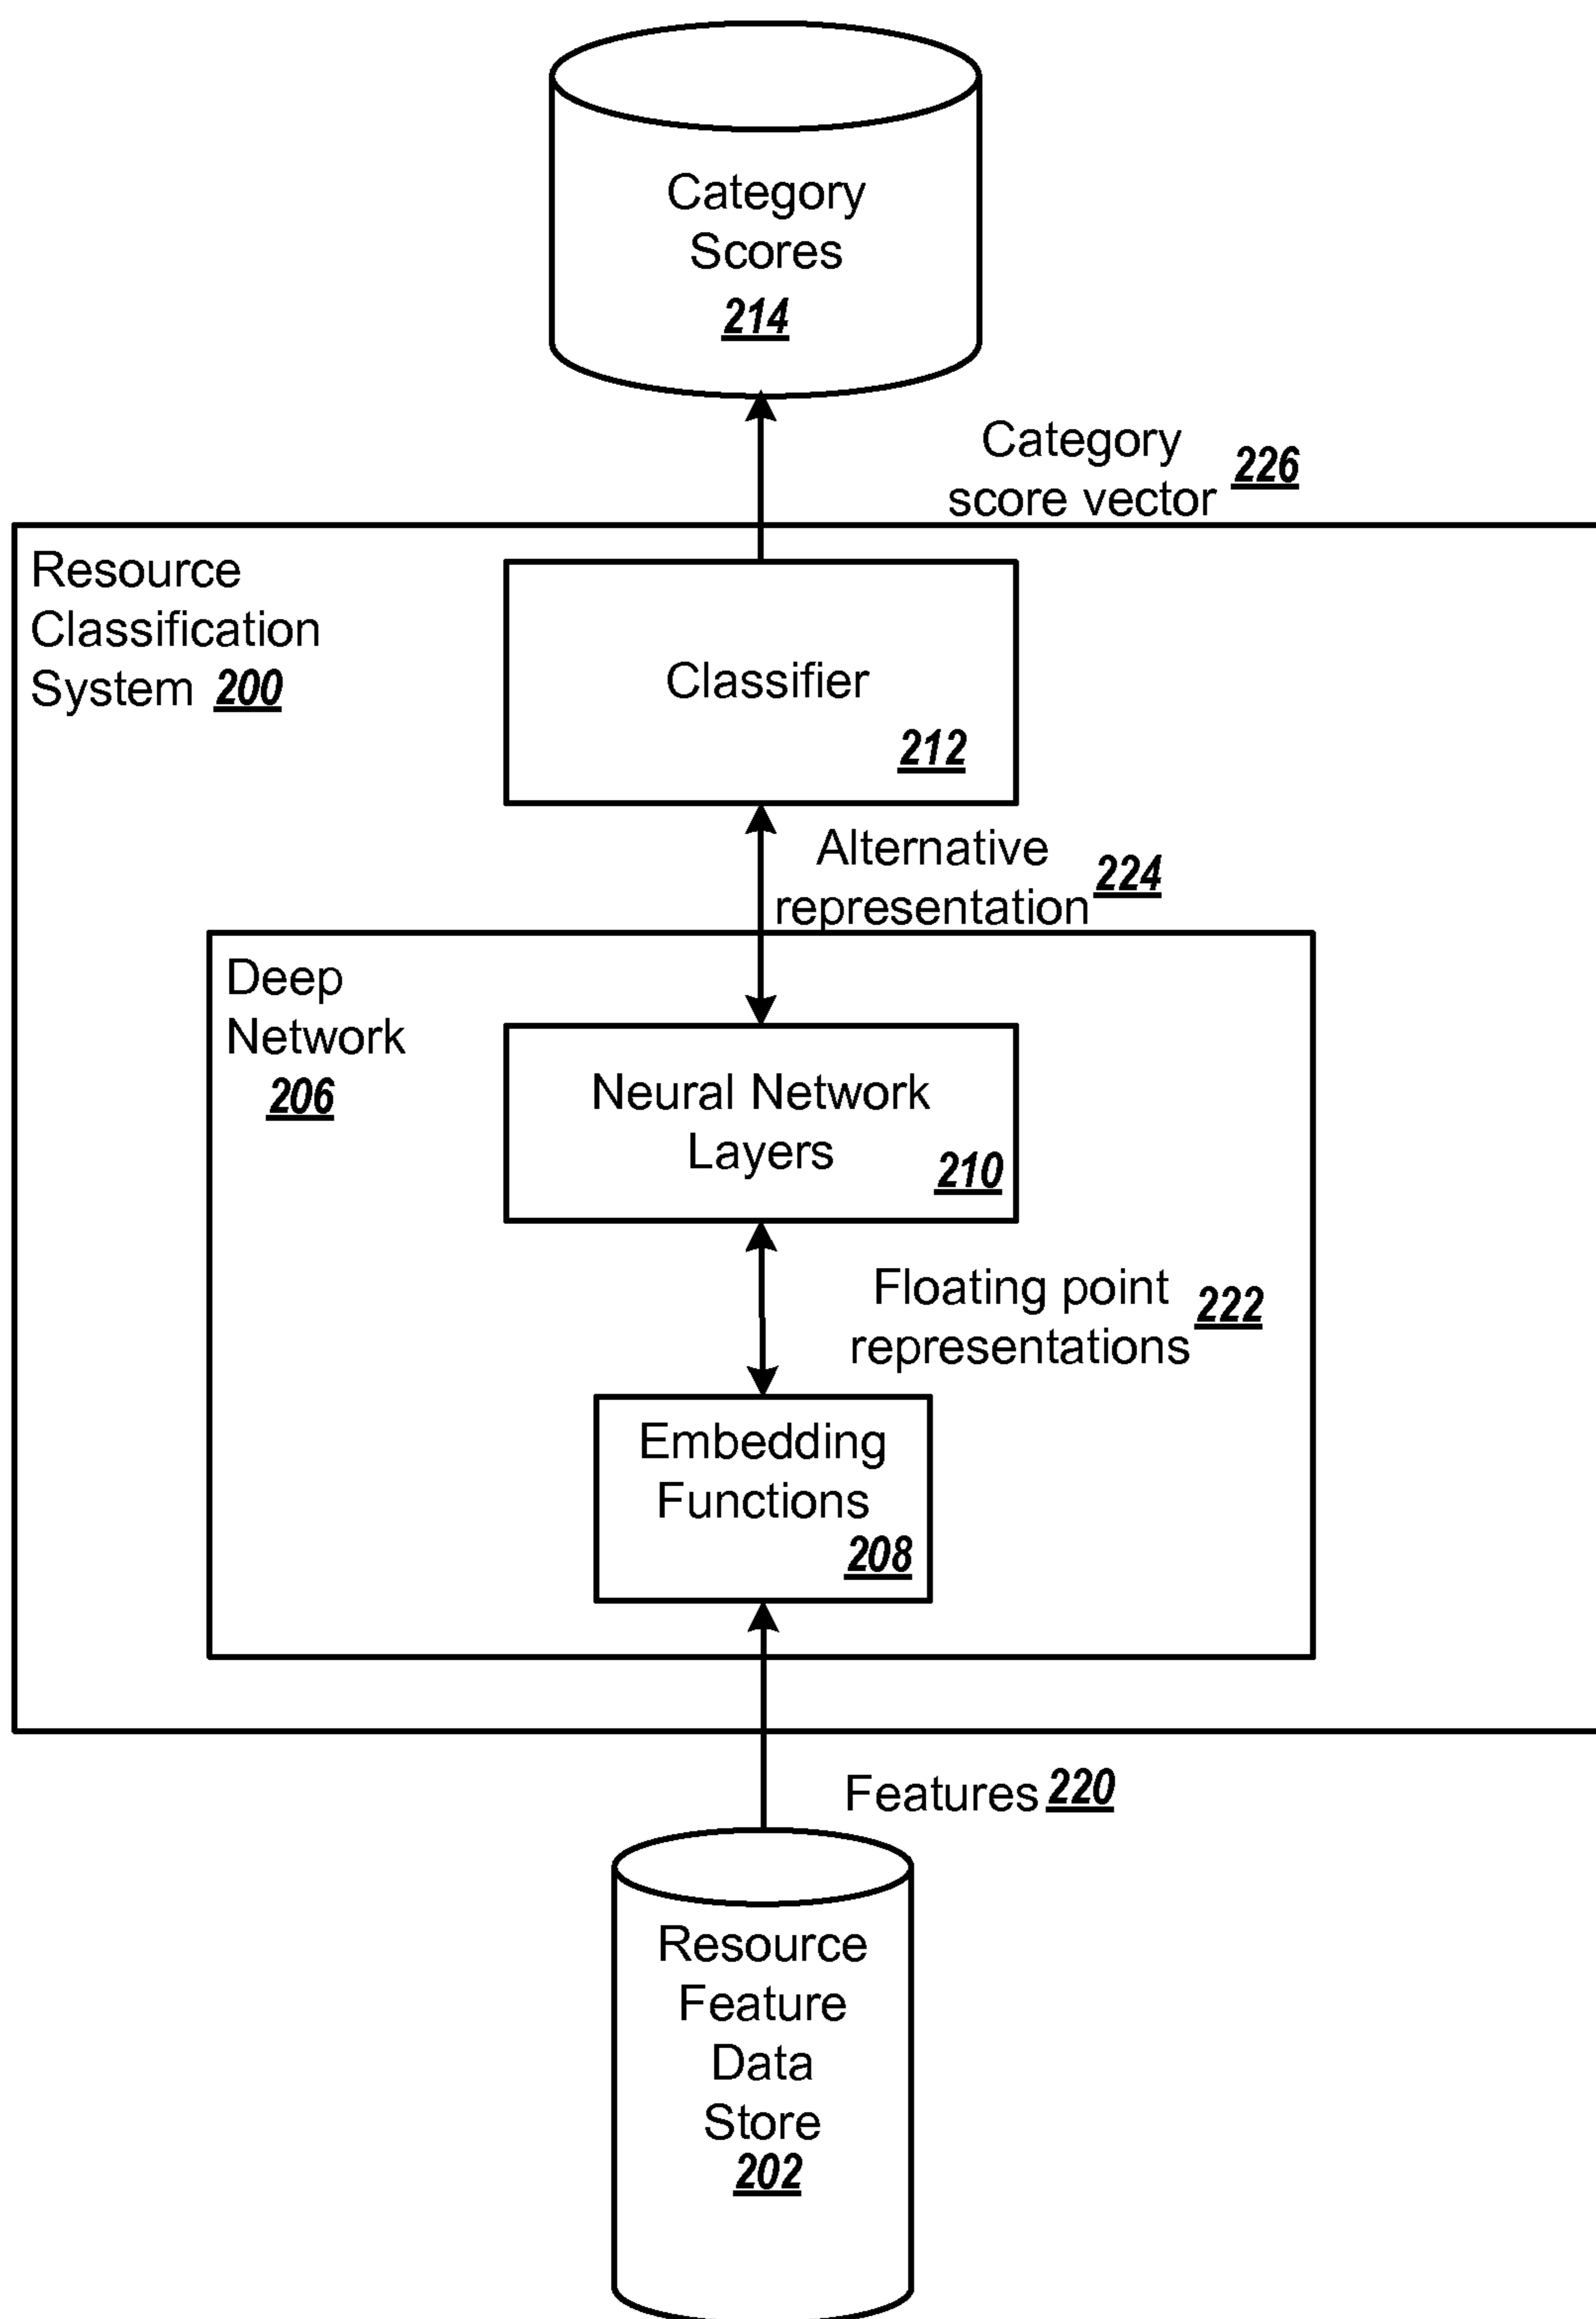 Category
Scores
214
Category
score vector 226
Resource
Classification
System 200
Classifier
212
Alternative
representation 224
Deep
Network
206
Neural Network
Layers
210
Floating point
representations 222
Embedding
Functions
208
Features 220
Resource
Feature
Data
Store
202